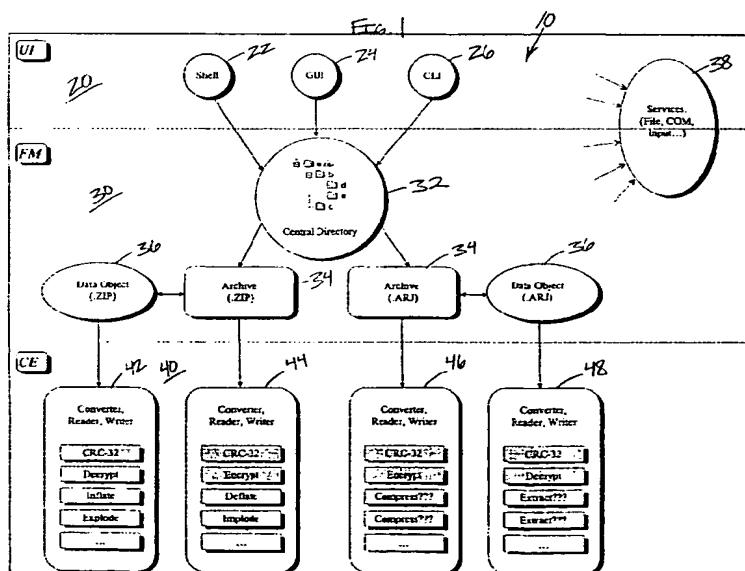 FIG. 1
10
UI
20
22
24
26
38
Shell
GUI
CLI
Services
(File, COM,
Input...)
FM
30
32
Central Directory
36
34
34
36
Data Object
(.ZIP)
Archive
(.ZIP)
Archive
(.ARJ)
Data Object
(.ARJ)
CE
42
40
44
46
48
Converter,
Reader, Writer
CRC-32
Decrypt
Inflate
Explode
...
Converter,
Reader, Writer
CRC-32
Encrypt
Deflate
Implode
...
Converter,
Reader, Writer
CRC-32
Encrypt
Compress???
Compress???
...
Converter,
Reader, Writer
CRC-32
Decrypt
Extract???
Extract???
...